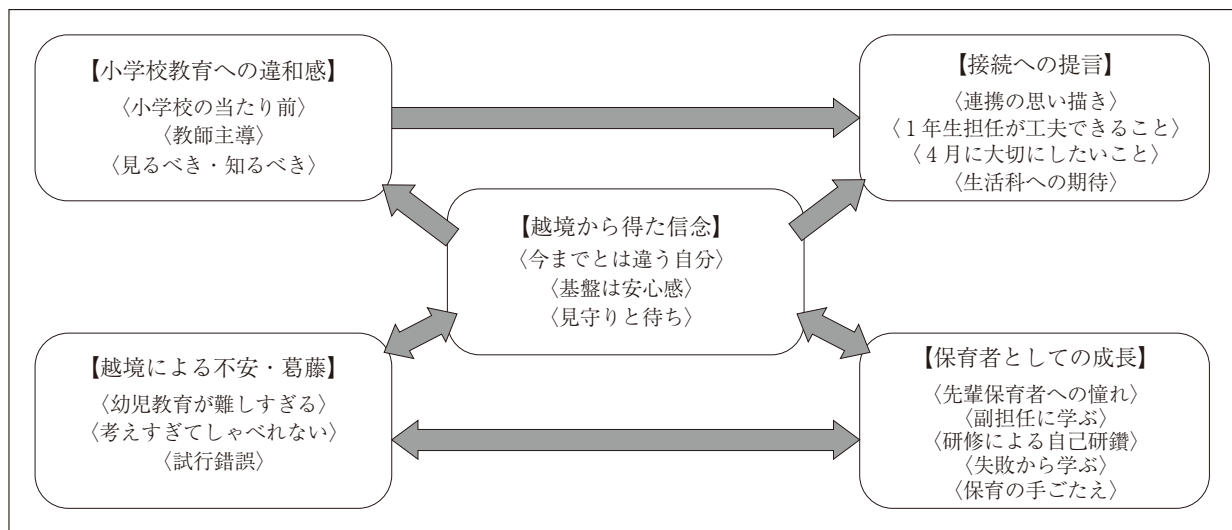 【小学校教育への違和感】
〈小学校の当たり前〉
〈教師主導〉
〈見るべき・知るべき〉
【接続への提言】
〈連携の思い描き〉
〈１年生担任が工夫できること〉
〈４月に大切にしたいこと〉
〈生活科への期待〉
【越境から得た信念】
〈今までとは違う自分〉
〈基盤は安心感〉
〈見守りと待ち〉
【越境による不安・葛藤】
〈幼児教育が難しすぎる〉
〈考えすぎてしゃべれない〉
〈試行錯誤〉
【保育者としての成長】
〈先輩保育者への憧れ〉
〈副担任に学ぶ〉
〈研修による自己研鑽〉
〈失敗から学ぶ〉
〈保育の手ごたえ〉